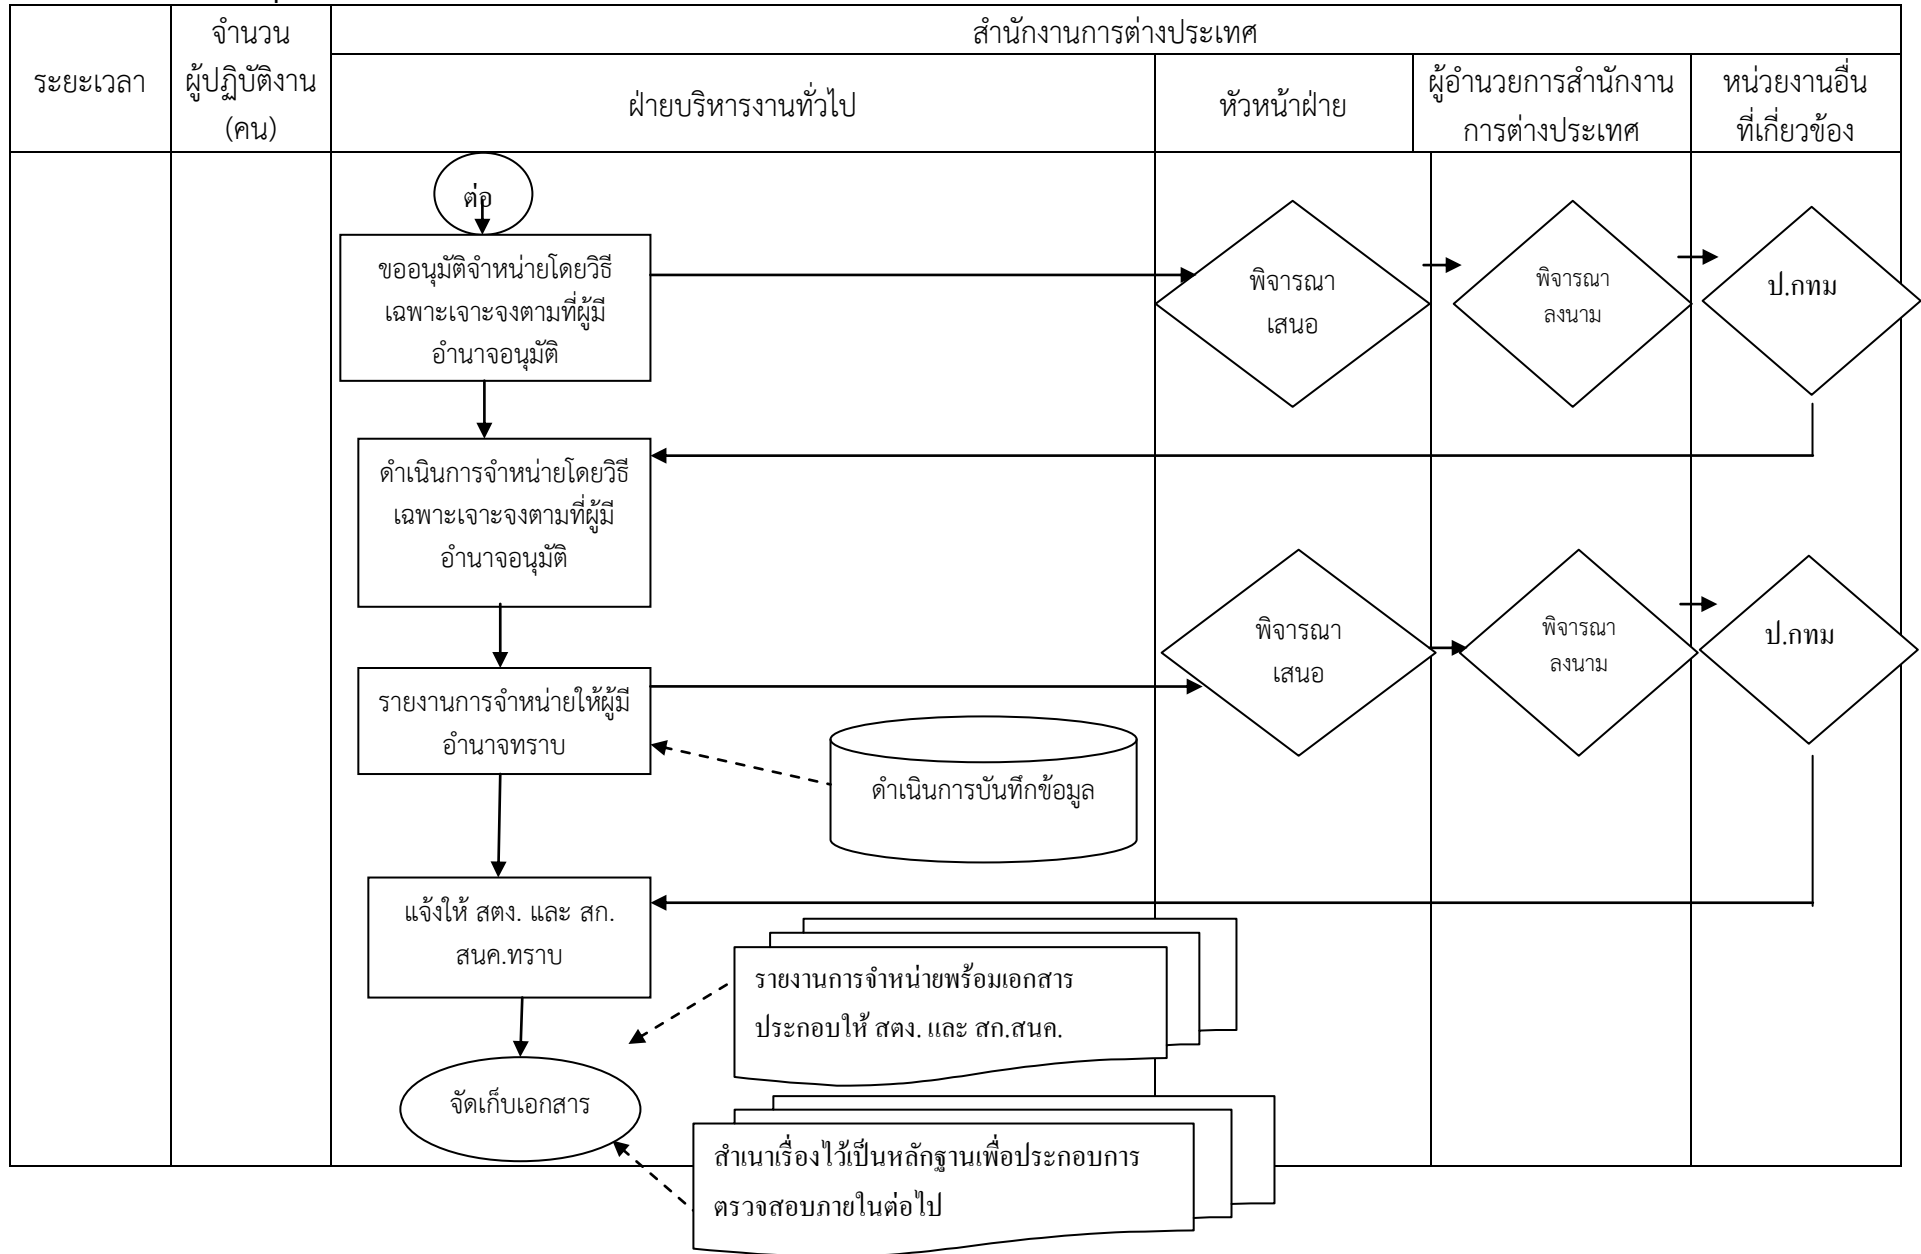 ระยะเวลา
จำนวน
ผู้ปฏิบัติงาน
(คน)
สำนักงานการต่างประเทศ
ฝ่ายบริหารงานทั่วไป
หัวหน้าฝ่าย
ผู้อำนวยการสำนักงาน
การต่างประเทศ
หน่วยงานอื่น
ที่เกี่ยวข้อง
ต่อ
ขออนุมัติจำหน่ายโดยวิธี
เฉพาะเจาะจงตามที่ผู้มี
อำนาจอนุมัติ
พิจารณา
เสนอ
พิจารณา
ลงนาม
ป.กทม
ดำเนินการจำหน่ายโดยวิธี
เฉพาะเจาะจงตามที่ผู้มี
อำนาจอนุมัติ
พิจารณา
เสนอ
พิจารณา
ลงนาม
ป.กทม
รายงานการจำหน่ายให้ผู้มี
อำนาจทราบ
ดำเนินการบันทึกข้อมูล
แจ้งให้ สตง. และ สก.
สนค.ทราบ
รายงานการจำหน่ายพร้อมเอกสาร
ประกอบให้ สตง. และ สก.สนค.
จัดเก็บเอกสาร
สำเนาเรื่องไว้เป็นหลักฐานเพื่อประกอบการ
ตรวจสอบภายในต่อไป